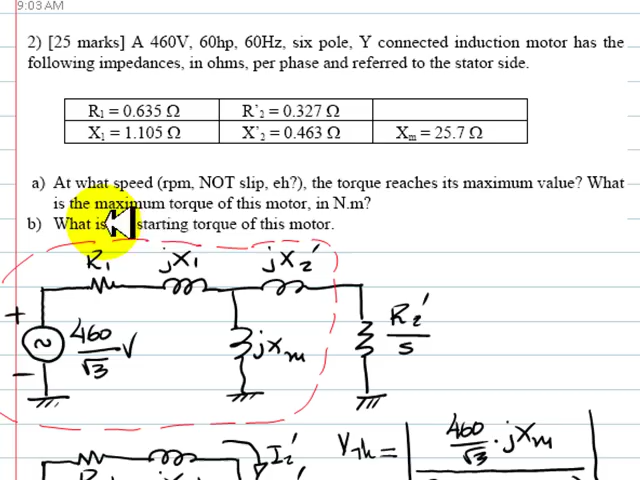 9:03 AM
2) [25 marks] A 460V, 60hp, 60Hz, six pole, Y connected induction motor has the
following impedances, in ohms, per phase and referred to the stator side.
R1 = 0.635 Ω R'2 = 0.327 Ω
X1 = 1.105 Ω X'2 = 0.463 Ω Xm = 25.7 Ω
a) At what speed (rpm, NOT slip, eh?), the torque reaches its maximum value? What
is the maximum torque of this motor, in N.m?
b) What is starting torque of this motor.
R1 jX1 jX2'
+ 460/√3 V jXm R2'/s
−
I2' VTh = 460/√3 · jXm